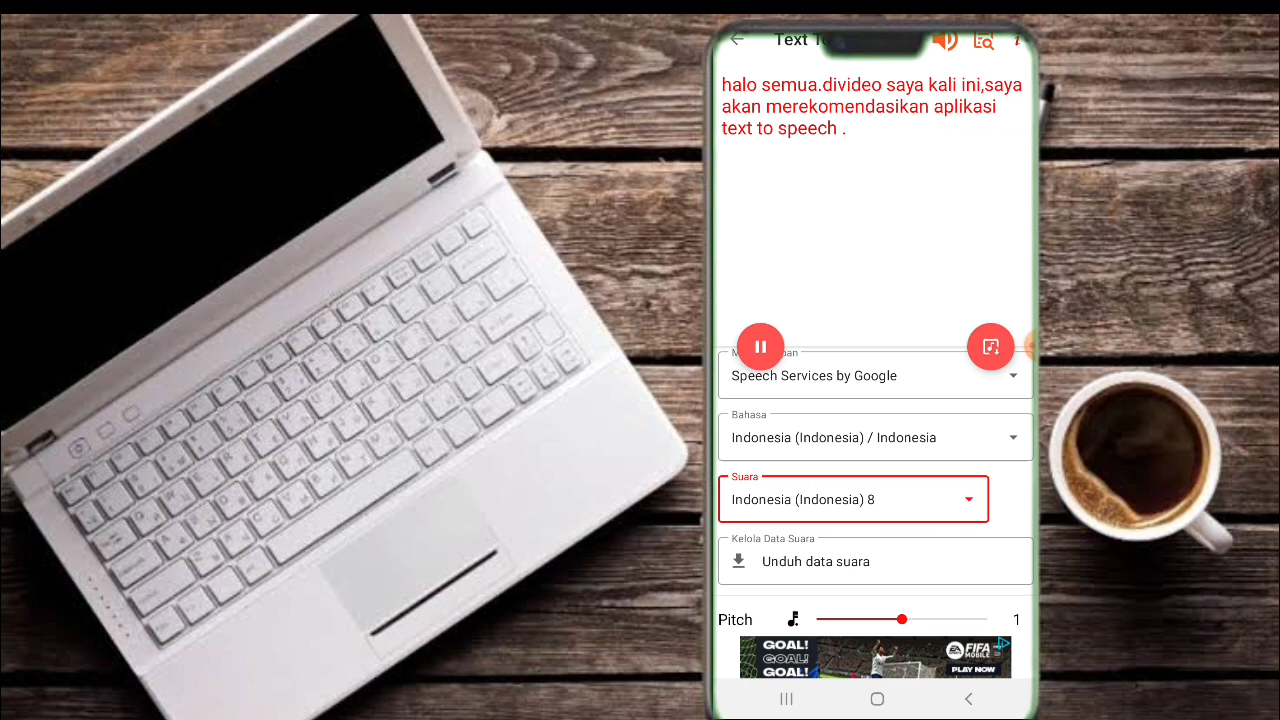 Text T
halo semua.divideo saya kali ini,saya
akan merekomendasikan aplikasi
text to speech .
Speech Services by Google
Bahasa
Indonesia (Indonesia) / Indonesia
Suara
Indonesia (Indonesia) 8
Kelola Data Suara
Unduh data suara
Pitch
1
GOAL!
GOAL!
GOAL!
EA FIFA
MOBILE
PLAY NOW